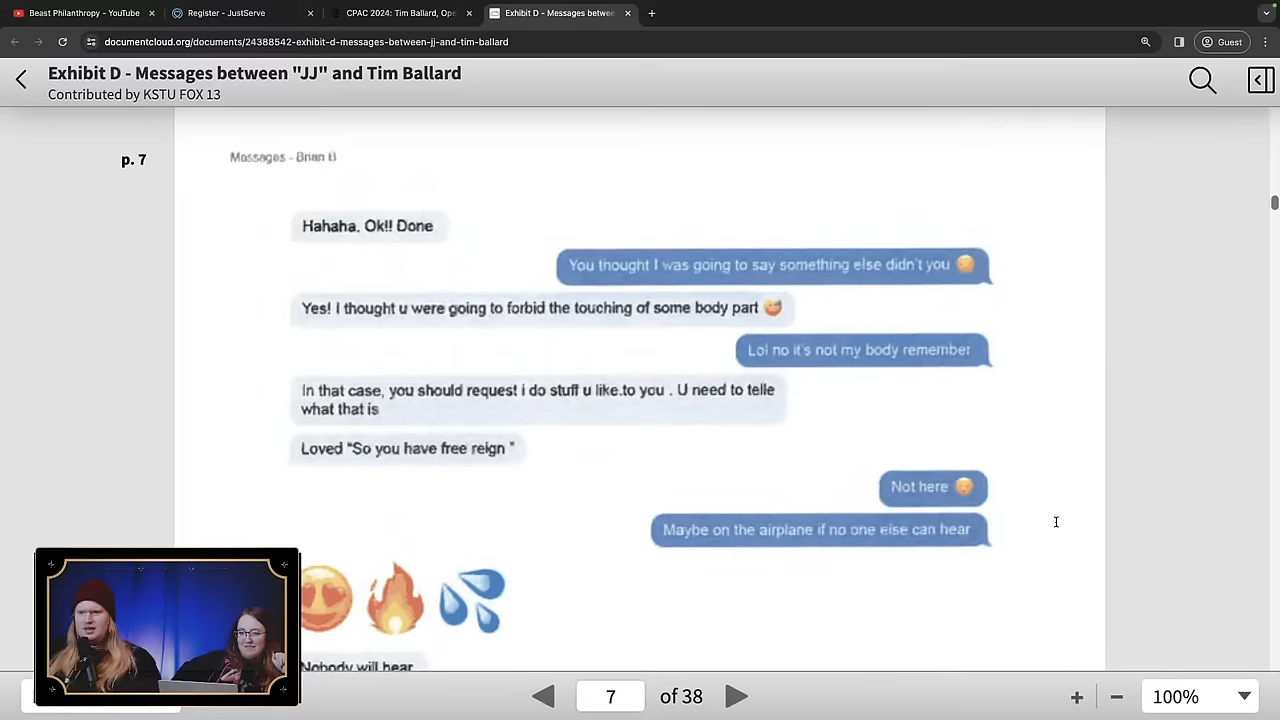 Beast Philanthropy - YouTube
Register - JustServe
CPAC 2024: Tim Ballard, Ope
Exhibit D - Messages betwee
documentcloud.org/documents/24388542-exhibit-d-messages-between-jj-and-tim-ballard
Guest
Exhibit D - Messages between "JJ" and Tim Ballard
Contributed by KSTU FOX 13
p. 7
Messages - Brian B
Hahaha. Ok!! Done
You thought I was going to say something else didn't you 
Yes! I thought u were going to forbid the touching of some body part 😅
Lol no it's not my body remember
In that case, you should request i do stuff u like.to you . U need to telle
what that is
Loved "So you have free reign "
Not here
Maybe on the airplane if no one else can hear
😍🔥💦
Nobody will hear
7 of 38
100%